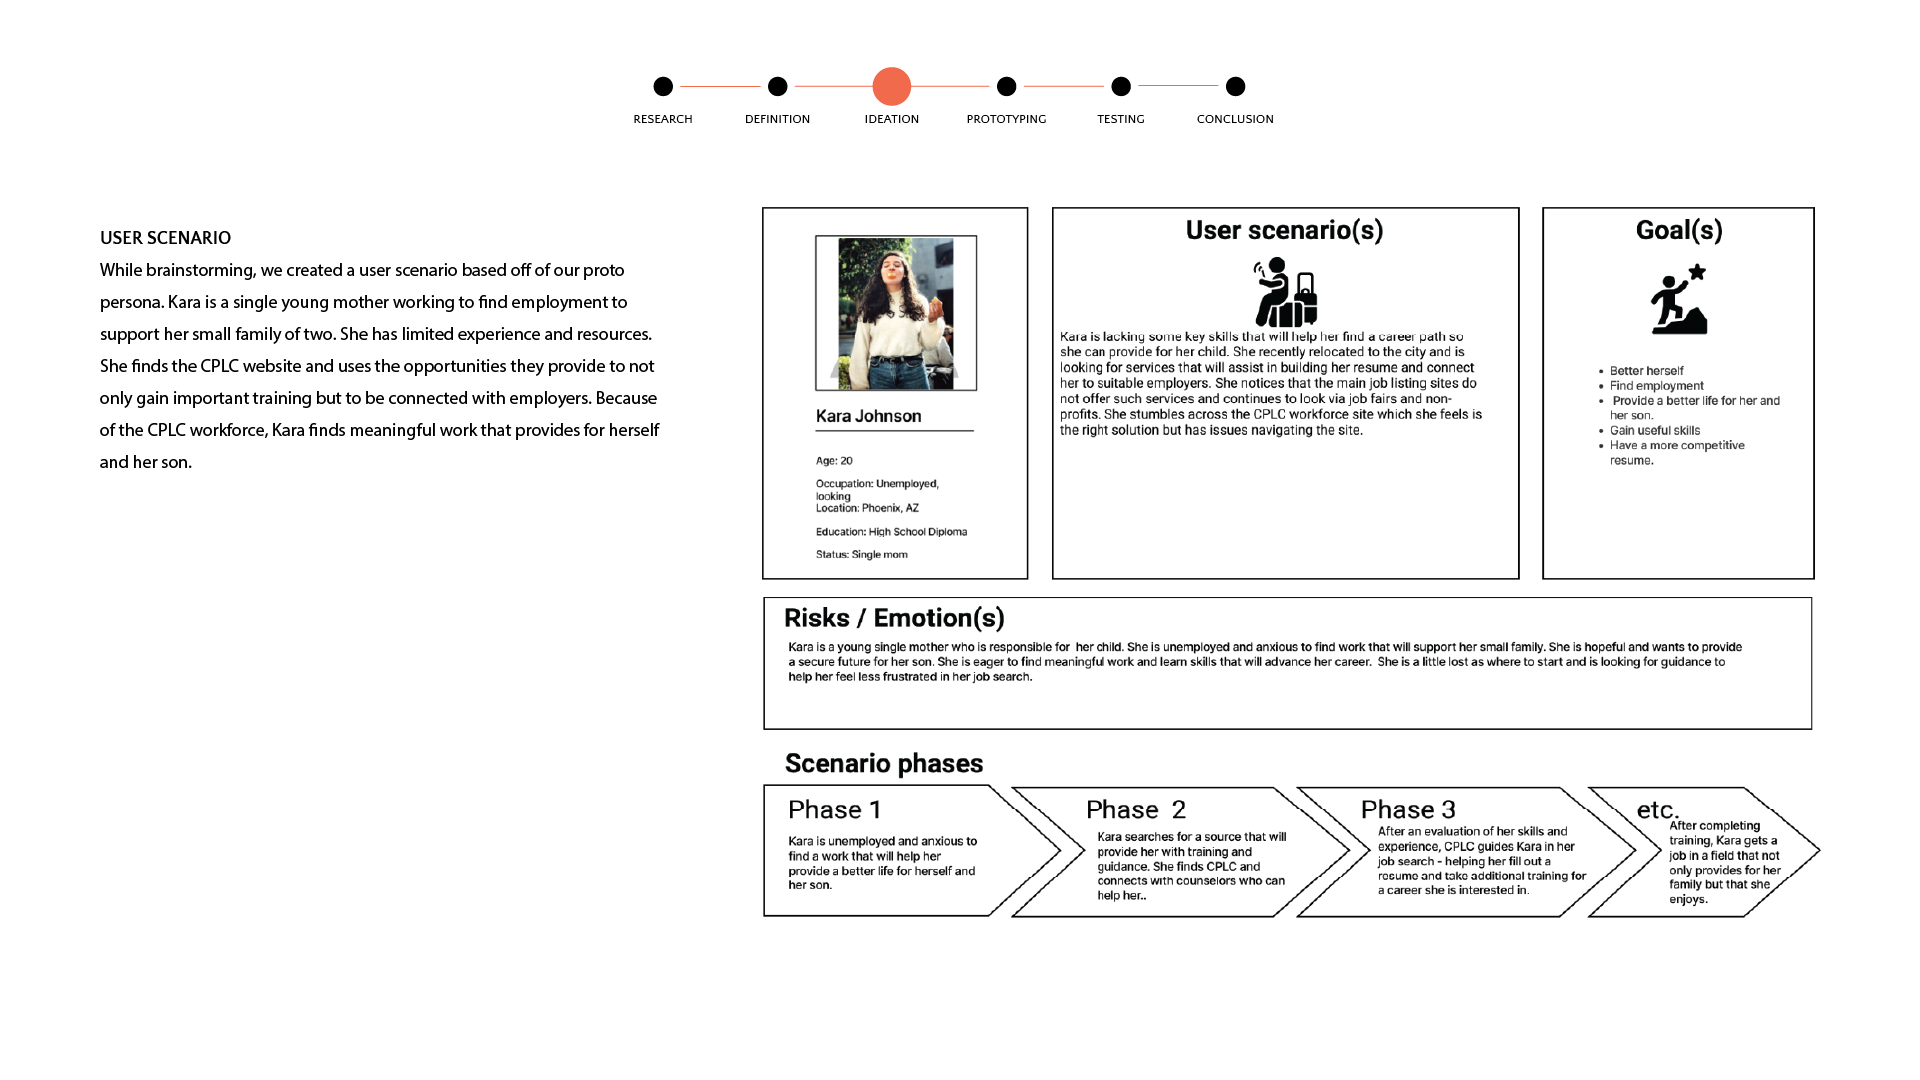 RESEARCH
DEFINITION
IDEATION
PROTOTYPING
TESTING
CONCLUSION
USER SCENARIO
While brainstorming, we created a user scenario based off of our proto
persona. Kara is a single young mother working to find employment to
support her small family of two. She has limited experience and resources.
She finds the CPLC website and uses the opportunities they provide to not
only gain important training but to be connected with employers. Because
of the CPLC workforce, Kara finds meaningful work that provides for herself
and her son.
Kara Johnson
Age: 20
Occupation: Unemployed,
looking
Location: Phoenix, AZ
Education: High School Diploma
Status: Single mom
User scenario(s)
Kara is lacking some key skills that will help her find a career path so
she can provide for her child. She recently relocated to the city and is
looking for services that will assist in building her resume and connect
her to suitable employers. She notices that the main job listing sites do
not offer such services and continues to look via job fairs and non-
profits. She stumbles across the CPLC workforce site which she feels is
the right solution but has issues navigating the site.
Goal(s)
• Better herself
• Find employment
• Provide a better life for her and
her son.
• Gain useful skills
• Have a more competitive
resume.
Risks / Emotion(s)
Kara is a young single mother who is responsible for her child. She is unemployed and anxious to find work that will support her small family. She is hopeful and wants to provide
a secure future for her son. She is eager to find meaningful work and learn skills that will advance her career. She is a little lost as where to start and is looking for guidance to
help her feel less frustrated in her job search.
Scenario phases
Phase 1
Kara is unemployed and anxious to
find a work that will help her
provide a better life for herself and
her son.
Phase 2
Kara searches for a source that will
provide her with training and
guidance. She finds CPLC and
connects with counselors who can
help her..
Phase 3
After an evaluation of her skills and
experience, CPLC guides Kara in her
job search - helping her fill out a
resume and take additional training for
a career she is interested in.
etc.
After completing
training, Kara gets a
job in a field that not
only provides for her
family but that she
enjoys.